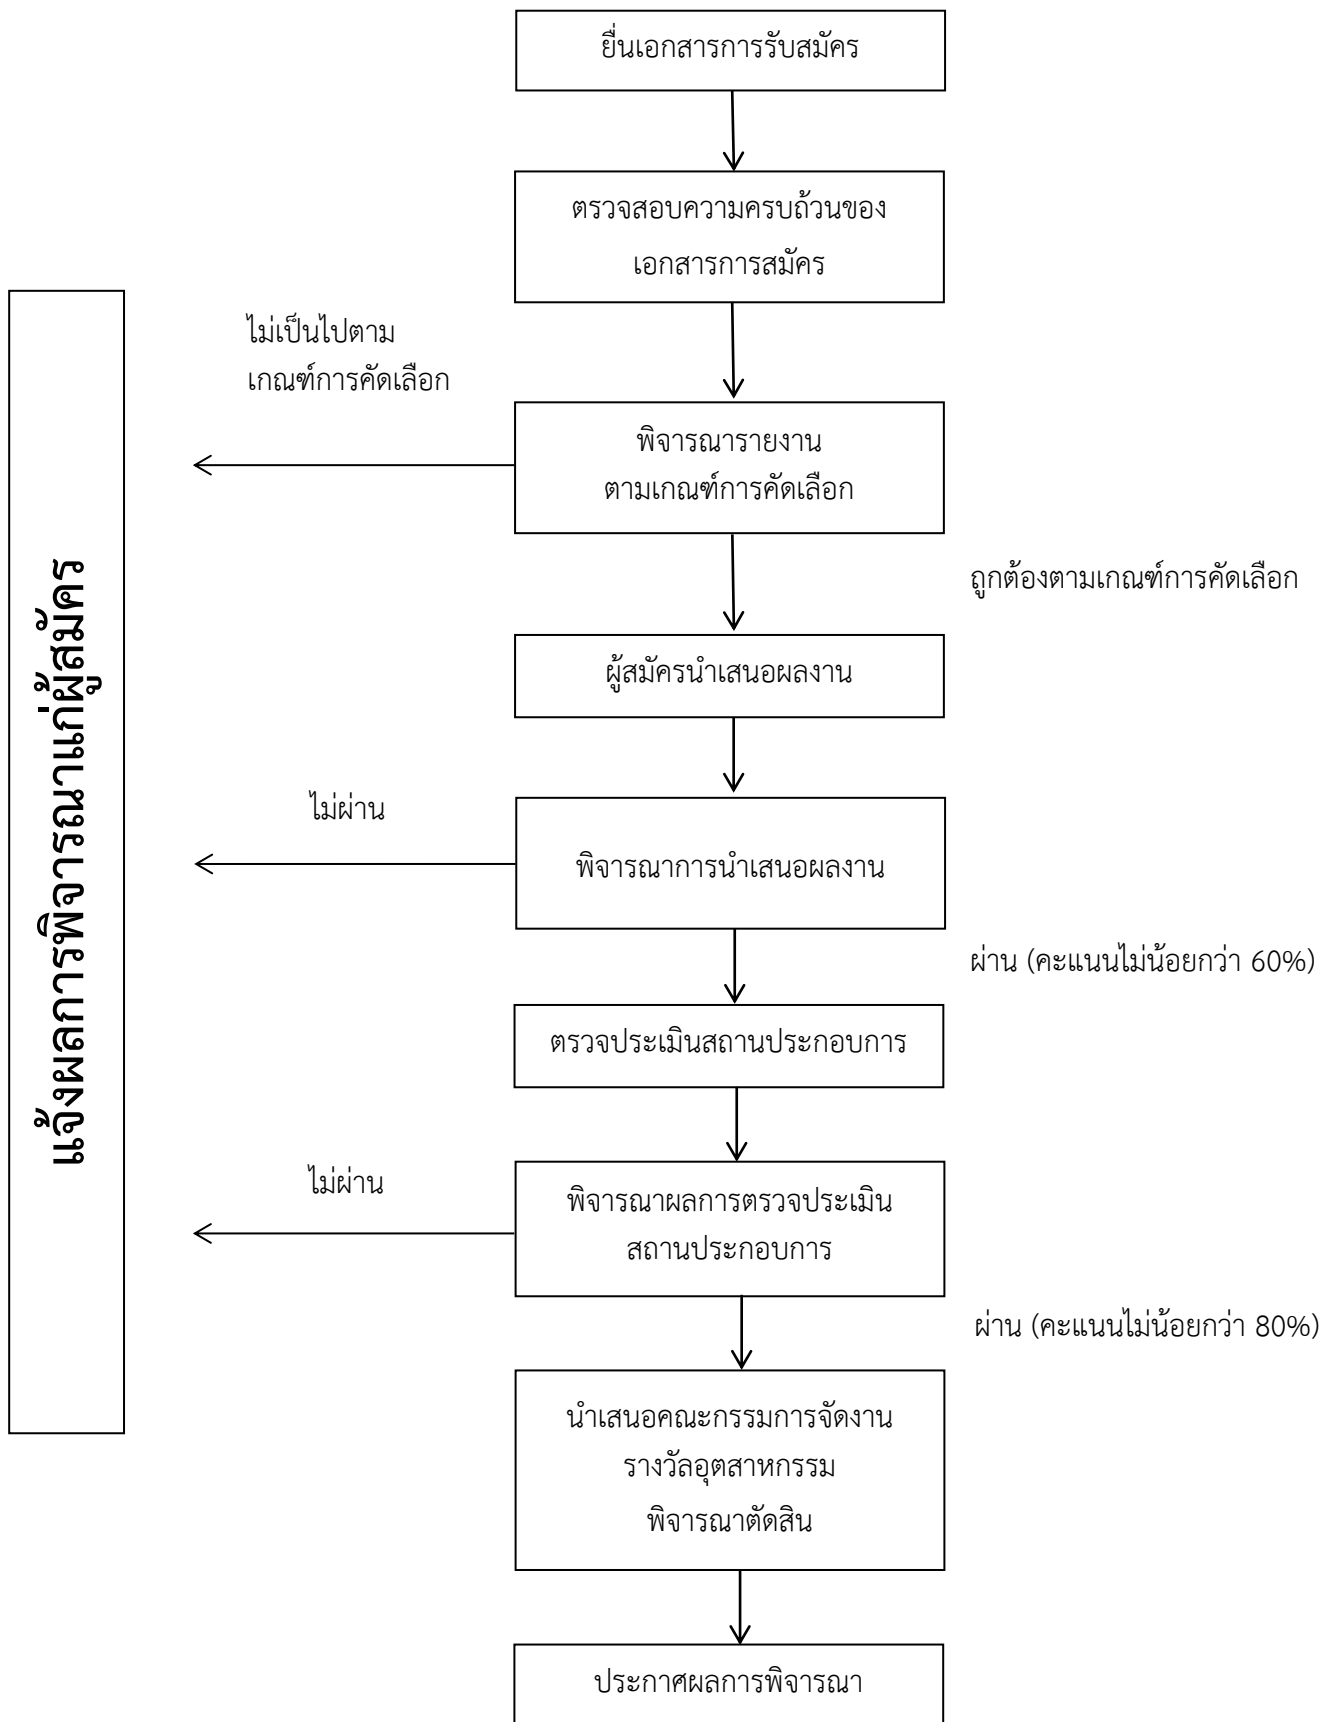 ยื่นเอกสารการรับสมัคร
ตรวจสอบความครบถ้วนของ
เอกสารการสมัคร
ไม่เป็นไปตาม
เกณฑ์การคัดเลือก
พิจารณารายงาน
ตามเกณฑ์การคัดเลือก
ถูกต้องตามเกณฑ์การคัดเลือก
ผู้สมัครนำเสนอผลงาน
ไม่ผ่าน
พิจารณาการนำเสนอผลงาน
ผ่าน (คะแนนไม่น้อยกว่า 60%)
ตรวจประเมินสถานประกอบการ
ไม่ผ่าน
พิจารณาผลการตรวจประเมิน
สถานประกอบการ
ผ่าน (คะแนนไม่น้อยกว่า 80%)
นำเสนอคณะกรรมการจัดงาน
รางวัลอุตสาหกรรม
พิจารณาตัดสิน
ประกาศผลการพิจารณา
แจ้งผลการพิจารณาแก่ผู้สมัคร